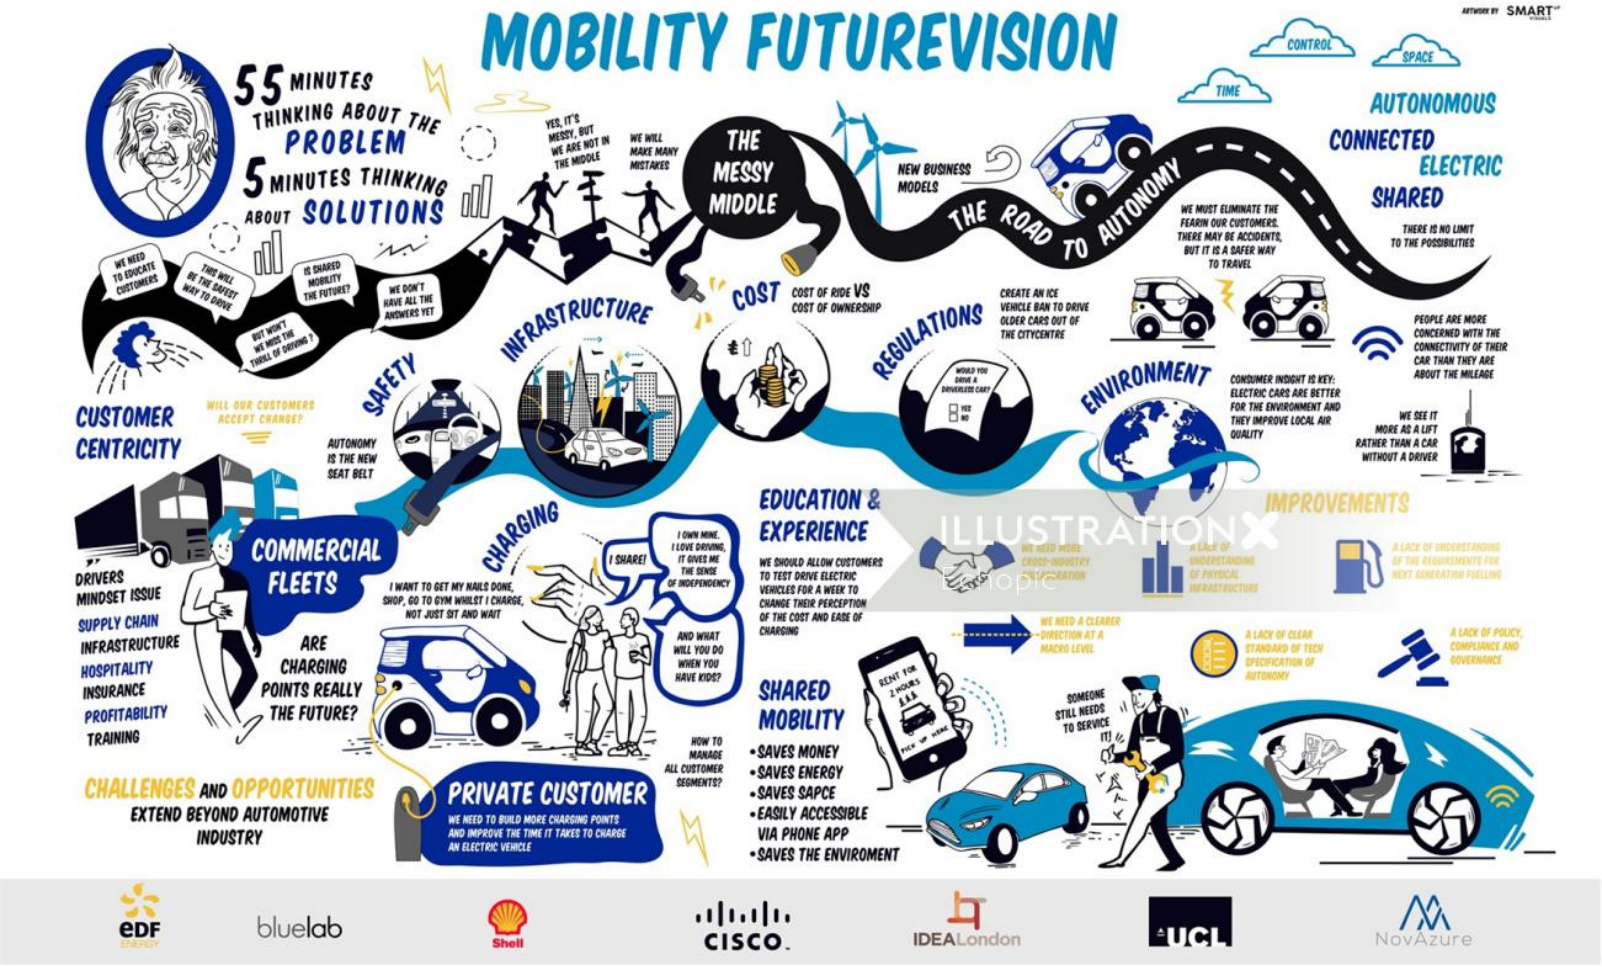 MOBILITY FUTUREVISION
ARTWORK BY SMARTUP
VISUALS
55 MINUTES
THINKING ABOUT THE
PROBLEM
5 MINUTES THINKING
ABOUT SOLUTIONS
YES, IT'S
MESSY, BUT
WE ARE NOT IN
THE MIDDLE
WE WILL
MAKE MANY
MISTAKES
THE
MESSY
MIDDLE
NEW BUSINESS
MODELS
THE ROAD TO AUTONOMY
CONTROL
SPACE
TIME
AUTONOMOUS
CONNECTED
ELECTRIC
SHARED
THERE IS NO LIMIT
TO THE POSSIBILITIES
WE MUST ELIMINATE THE
FEARIN OUR CUSTOMERS.
THERE MAY BE ACCIDENTS,
BUT IT IS A SAFER WAY
TO TRAVEL
WE NEED
TO EDUCATE
CUSTOMERS
THIS WILL
BE THE SAFEST
WAY TO DRIVE
IS SHARED
MOBILITY
THE FUTURE?
WE DON'T
HAVE ALL THE
ANSWERS YET
BUT WON'T
WE MISS THE
THRILL OF DRIVING?
CUSTOMER
CENTRICITY
WILL OUR CUSTOMERS
ACCEPT CHANGE?
SAFETY
AUTONOMY
IS THE NEW
SEAT BELT
INFRASTRUCTURE
COST
COST OF RIDE VS
COST OF OWNERSHIP
REGULATIONS
CREATE AN ICE
VEHICLE BAN TO DRIVE
OLDER CARS OUT OF
THE CITYCENTRE
WOULD YOU
DRIVE A
DRIVERLESS CAR?
YES
NO
ENVIRONMENT
CONSUMER INSIGHT IS KEY:
ELECTRIC CARS ARE BETTER
FOR THE ENVIRONMENT AND
THEY IMPROVE LOCAL AIR
QUALITY
PEOPLE ARE MORE
CONCERNED WITH THE
CONNECTIVITY OF THEIR
CAR THAN THEY ARE
ABOUT THE MILEAGE
WE SEE IT
MORE AS A LIFT
RATHER THAN A CAR
WITHOUT A DRIVER
COMMERCIAL
FLEETS
DRIVERS
MINDSET ISSUE
SUPPLY CHAIN
INFRASTRUCTURE
HOSPITALITY
INSURANCE
PROFITABILITY
TRAINING
ARE
CHARGING
POINTS REALLY
THE FUTURE?
CHALLENGES AND OPPORTUNITIES
EXTEND BEYOND AUTOMOTIVE
INDUSTRY
CHARGING
I WANT TO GET MY NAILS DONE,
SHOP, GO TO GYM WHILST I CHARGE,
NOT JUST SIT AND WAIT
I SHARE!
I OWN MINE.
I LOVE DRIVING,
IT GIVES ME
THE SENSE
OF INDEPENDENCY
AND WHAT
WILL YOU DO
WHEN YOU
HAVE KIDS?
HOW TO
MANAGE
ALL CUSTOMER
SEGMENTS?
PRIVATE CUSTOMER
WE NEED TO BUILD MORE CHARGING POINTS
AND IMPROVE THE TIME IT TAKES TO CHARGE
AN ELECTRIC VEHICLE
EDUCATION &
EXPERIENCE
WE SHOULD ALLOW CUSTOMERS
TO TEST DRIVE ELECTRIC
VEHICLES FOR A WEEK TO
CHANGE THEIR PERCEPTION
OF THE COST AND EASE OF
CHARGING
SHARED
MOBILITY
•SAVES MONEY
•SAVES ENERGY
•SAVES SAPCE
•EASILY ACCESSIBLE
VIA PHONE APP
•SAVES THE ENVIROMENT
RENT FOR
2 HOURS
£££
PICK UP HERE
IMPROVEMENTS
ILLUSTRATIONX
WE NEED MORE
CROSS-INDUSTRY
A LACK OF
UNDERSTANDING
OF PHYSICAL
INFRASTRUCTURE
A LACK OF UNDERSTANDING
OF THE REQUIREMENTS FOR
NEXT GENERATION FUELLING
WE NEED A CLEARER
DIRECTION AT A
MACRO LEVEL
A LACK OF CLEAR
STANDARD OF TECH
SPECIFICATION OF
AUTONOMY
A LACK OF POLICY,
COMPLIANCE AND
GOVERNANCE
SOMEONE
STILL NEEDS
TO SERVICE
IT!
eDF
ENERGY
bluelab
Shell
CISCO
IDEALondon
UCL
NovAzure